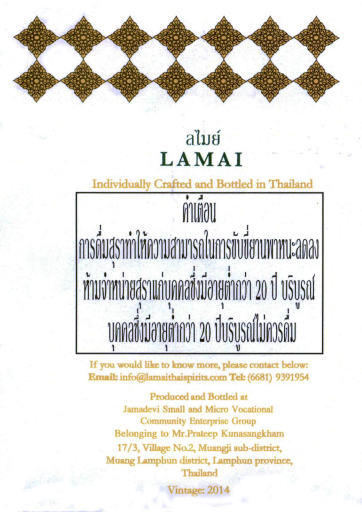 ละไมย์
LAMAI
Individually Crafted and Bottled in Thailand
คำเตือน
การดื่มสุราทำให้ความสามารถในการขับขี่ยานพาหนะลดลง
ห้ามจำหน่ายสุราแก่บุคคลซึ่งมีอายุต่ำกว่า 20 ปี บริบูรณ์
บุคคลซึ่งมีอายุต่ำกว่า 20 ปีบริบูรณ์ไม่ควรดื่ม
If you would like to know more, please contact below:
Email: info@lamaithaispirits.com Tel: (6681) 9391954
Produced and Bottled at
Jamadevi Small and Micro Vocational
Community Enterprise Group
Belonging to Mr.Prateep Kunasangkham
17/3, Village No.2, Muangji sub-district,
Muang Lamphun district, Lamphun province,
Thailand
Vintage: 2014